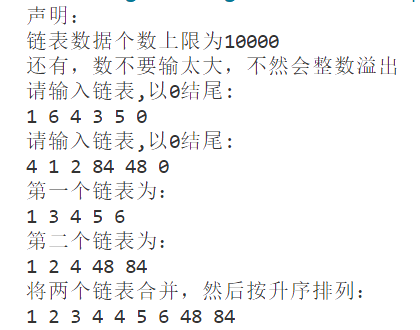 声明:
链表数据个数上限为10000
还有，数不要输太大，不然会整数溢出
请输入链表,以0结尾:
1 6 4 3 5 0
请输入链表,以0结尾:
4 1 2 84 48 0
第一个链表为:
1 3 4 5 6
第二个链表为:
1 2 4 48 84
将两个链表合并，然后按升序排列:
1 2 3 4 4 5 6 48 84